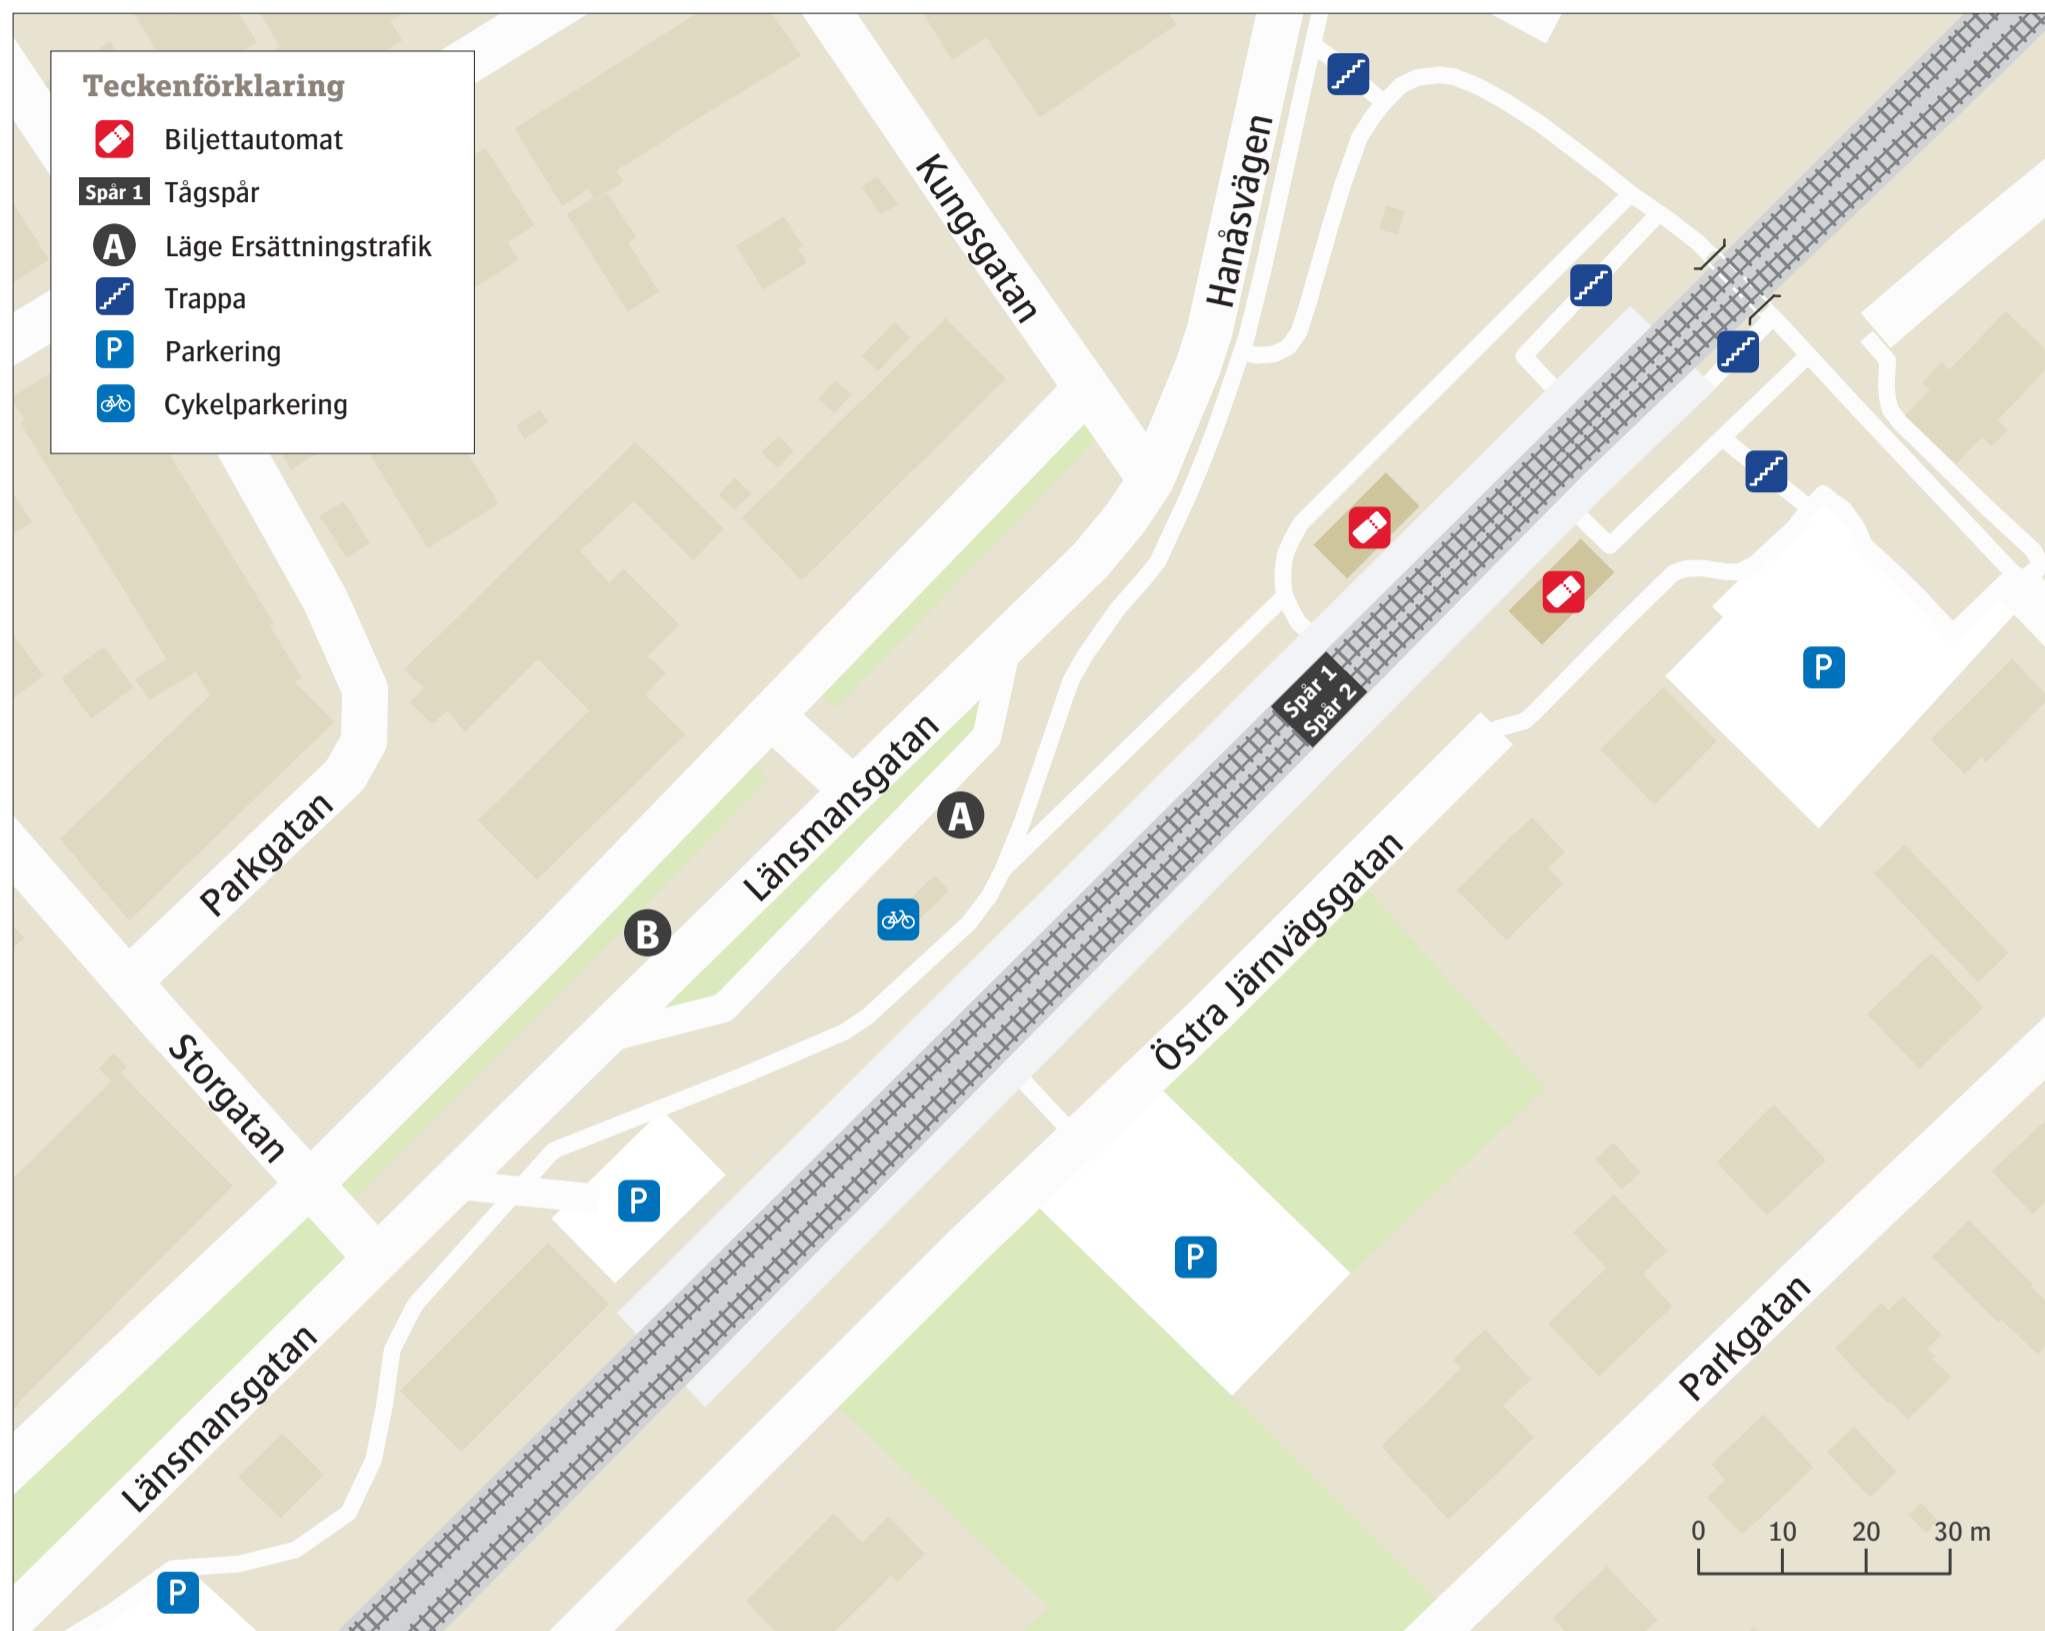 Teckenförklaring
Biljettautomat
Spår 1 Tågspår
A Läge Ersättningstrafik
Trappa
P Parkering
Cykelparkering
Kungsgatan
Hanåsvägen
Spår 1
Spår 2
P
Länsmansgatan
A
B
Parkgatan
Östra Järnvägsgatan
Storgatan
P
P
Länsmansgatan
Parkgatan
P
0 10 20 30 m